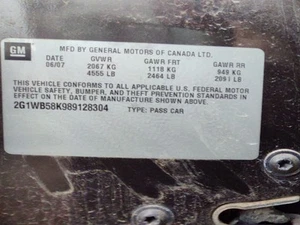 GM
MFD BY GENERAL MOTORS OF CANADA LTD.
DATE GVWR GAWR FRT GAWR RR
06/07 2067 KG 1118 KG 949 KG
4555 LB 2464 LB 2091 LB
THIS VEHICLE CONFORMS TO ALL APPLICABLE U.S. FEDERAL MOTOR
VEHICLE SAFETY, BUMPER, AND THEFT PREVENTION STANDARDS IN
EFFECT ON THE DATE OF MANUFACTURE SHOWN ABOVE.
2G1WB58K989128304 TYPE: PASS CAR